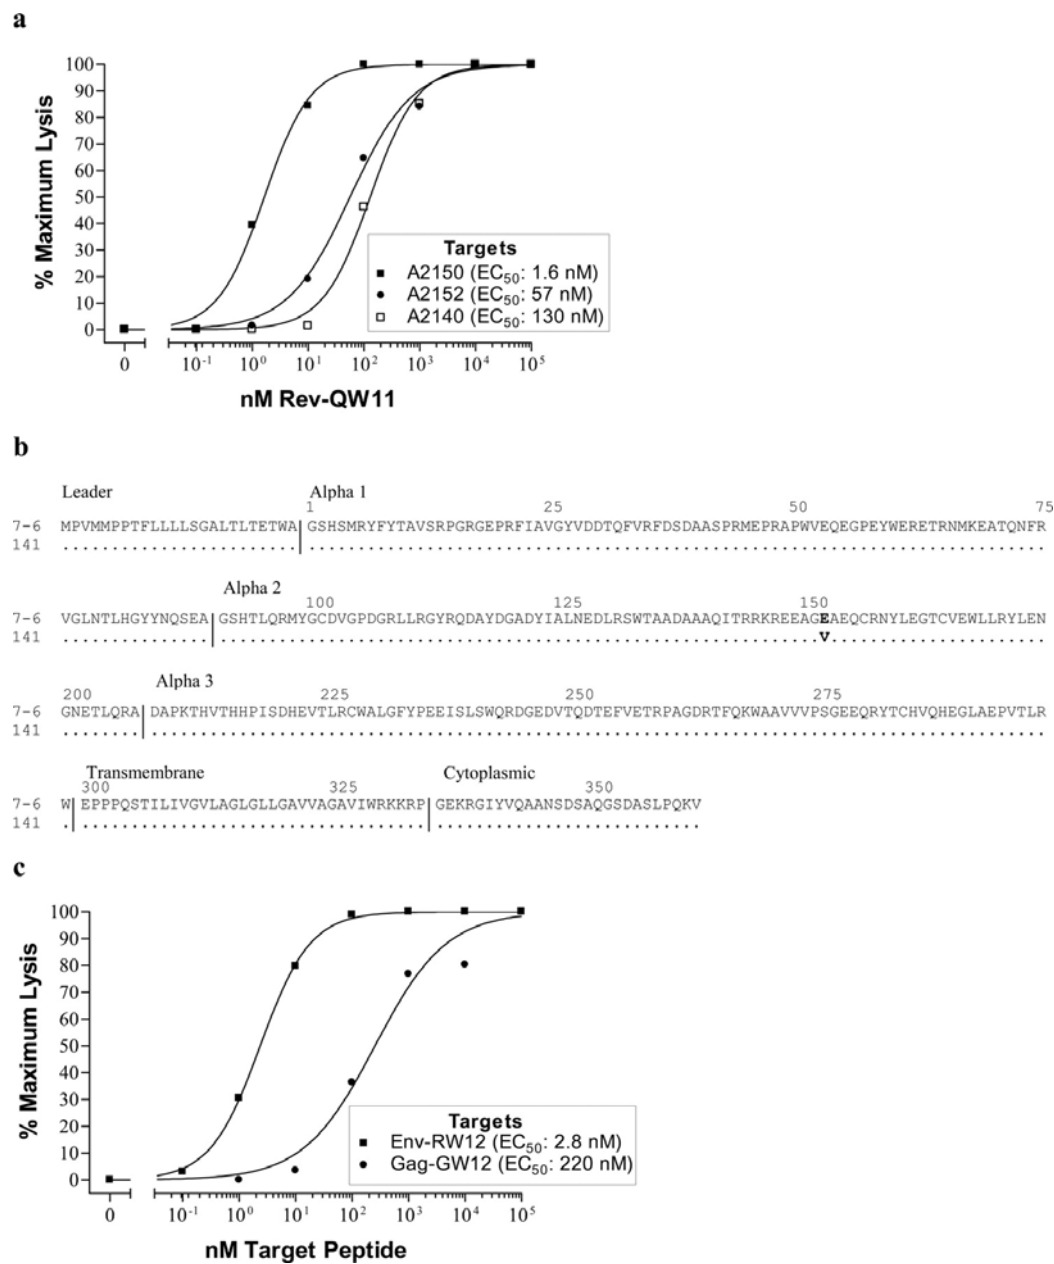 a
% Maximum Lysis
100
90
80
70
60
50
40
30
20
10
0
Targets
A2150 (EC50: 1.6 nM)
A2152 (EC50: 57 nM)
A2140 (EC50: 130 nM)
0 10-1 100 101 102 103 104 105
nM Rev-QW11
b
Leader Alpha 1
1 25 50 75
7-6 MPVMMPPTFLLLLSGALTLTETWA GSHSMRYFYTAVSRPGRGEPRFIAVGYVDDTQFVRFDSDAASPRMEPRAPWVEQEGPEYWERETRNMKEATQNFR
141
Alpha 2
100 125 150
7-6 VGLNTLHGYYNQSEA GSHTLQRMYGCDVGPDGRLLRGYRQDAYDGADYIALNEDLRSWTAADAAAQITRRKREEAGEAEQCRNYLEGTCVEWLLRYLEN
141 V
Alpha 3
200 225 250 275
7-6 GNETLQRA DAPKTHVTHHPISDHEVTLRCWALGFYPEEISLSWQRDGEDVTQDTEFVETRPAGDRTFQKWAAVVVPSGEEQRYTCHVQHEGLAEPVTLR
141
Transmembrane Cytoplasmic
300 325 350
7-6 W EPPPQSTILIVGVLAGLGLLGAVVAGAVIWRKKRP GEKRGIYVQAANSDSAQGSDASLPQKV
141
c
% Maximum Lysis
100
90
80
70
60
50
40
30
20
10
0
Targets
Env-RW12 (EC50: 2.8 nM)
Gag-GW12 (EC50: 220 nM)
0 10-1 100 101 102 103 104 105
nM Target Peptide